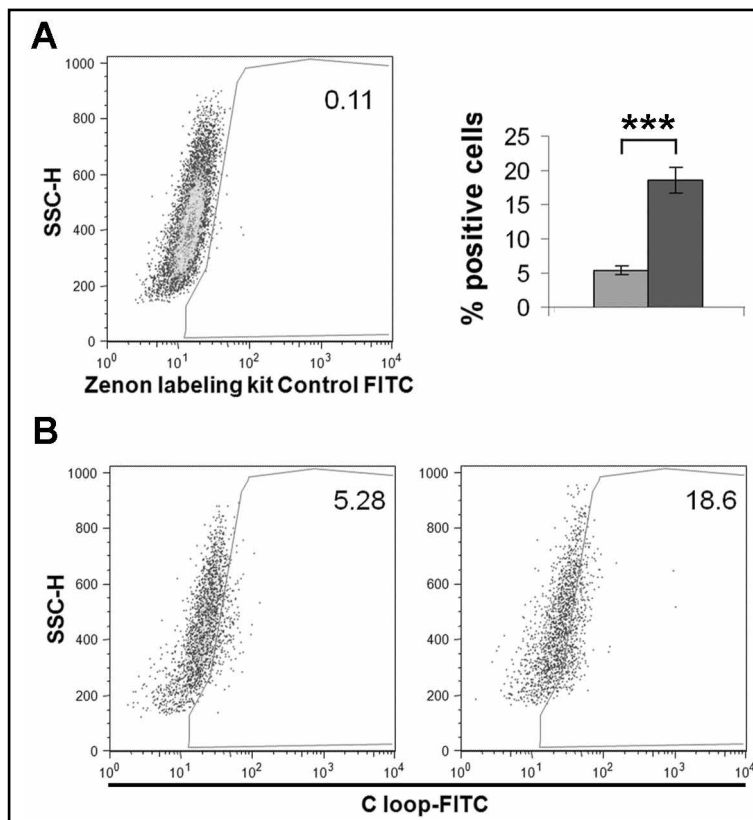 A
1000
800
600
400
200
0
SSC-H
0.11
10^0 10^1 10^2 10^3 10^4
Zenon labeling kit Control FITC
***
25
20
15
10
5
0
% positive cells
B
1000
800
600
400
200
0
SSC-H
5.28
10^0 10^1 10^2 10^3 10^4
1000
800
600
400
200
0
18.6
10^0 10^1 10^2 10^3 10^4
C loop-FITC